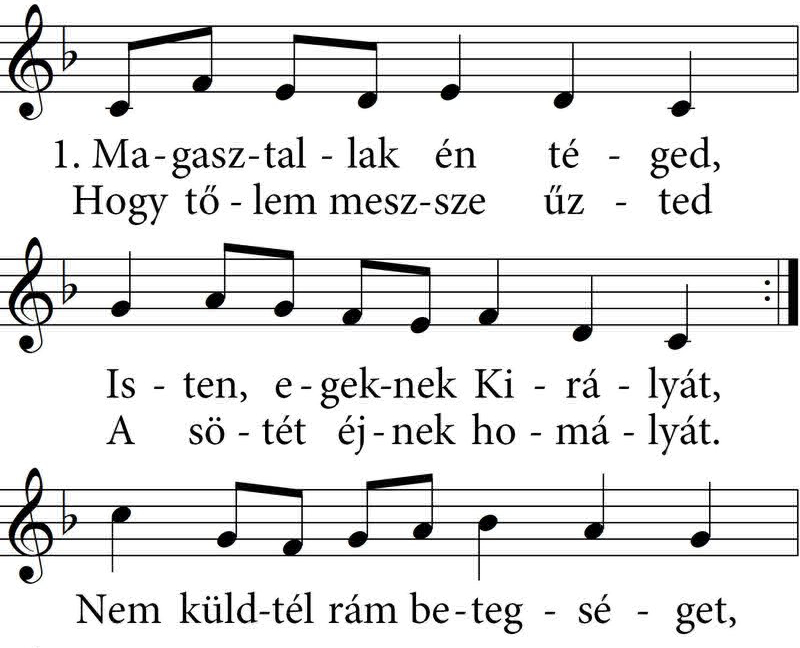 1. Ma-gasz-tal - lak én té - ged,
Hogy tő - lem mesz-sze űz - ted
Is - ten, e - gek-nek Ki - rá - lyát,
A sö - tét éj - nek ho - má - lyát.
Nem küld-tél rám be-teg - sé - get,